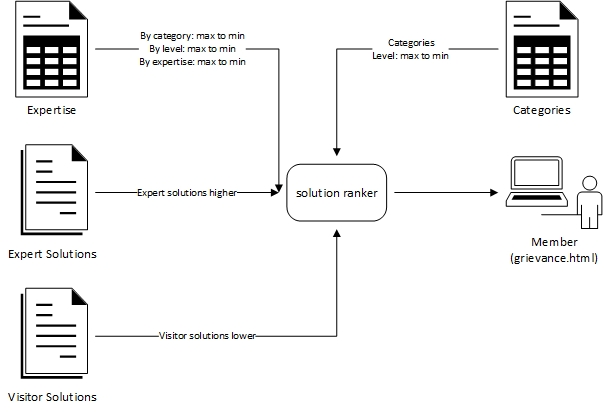 By category: max to min
By level: max to min
By expertise: max to min
Categories
Level: max to min
Expertise
Categories
Expert solutions higher
solution ranker
Expert Solutions
Member
(grievance.html)
Visitor solutions lower
Visitor Solutions